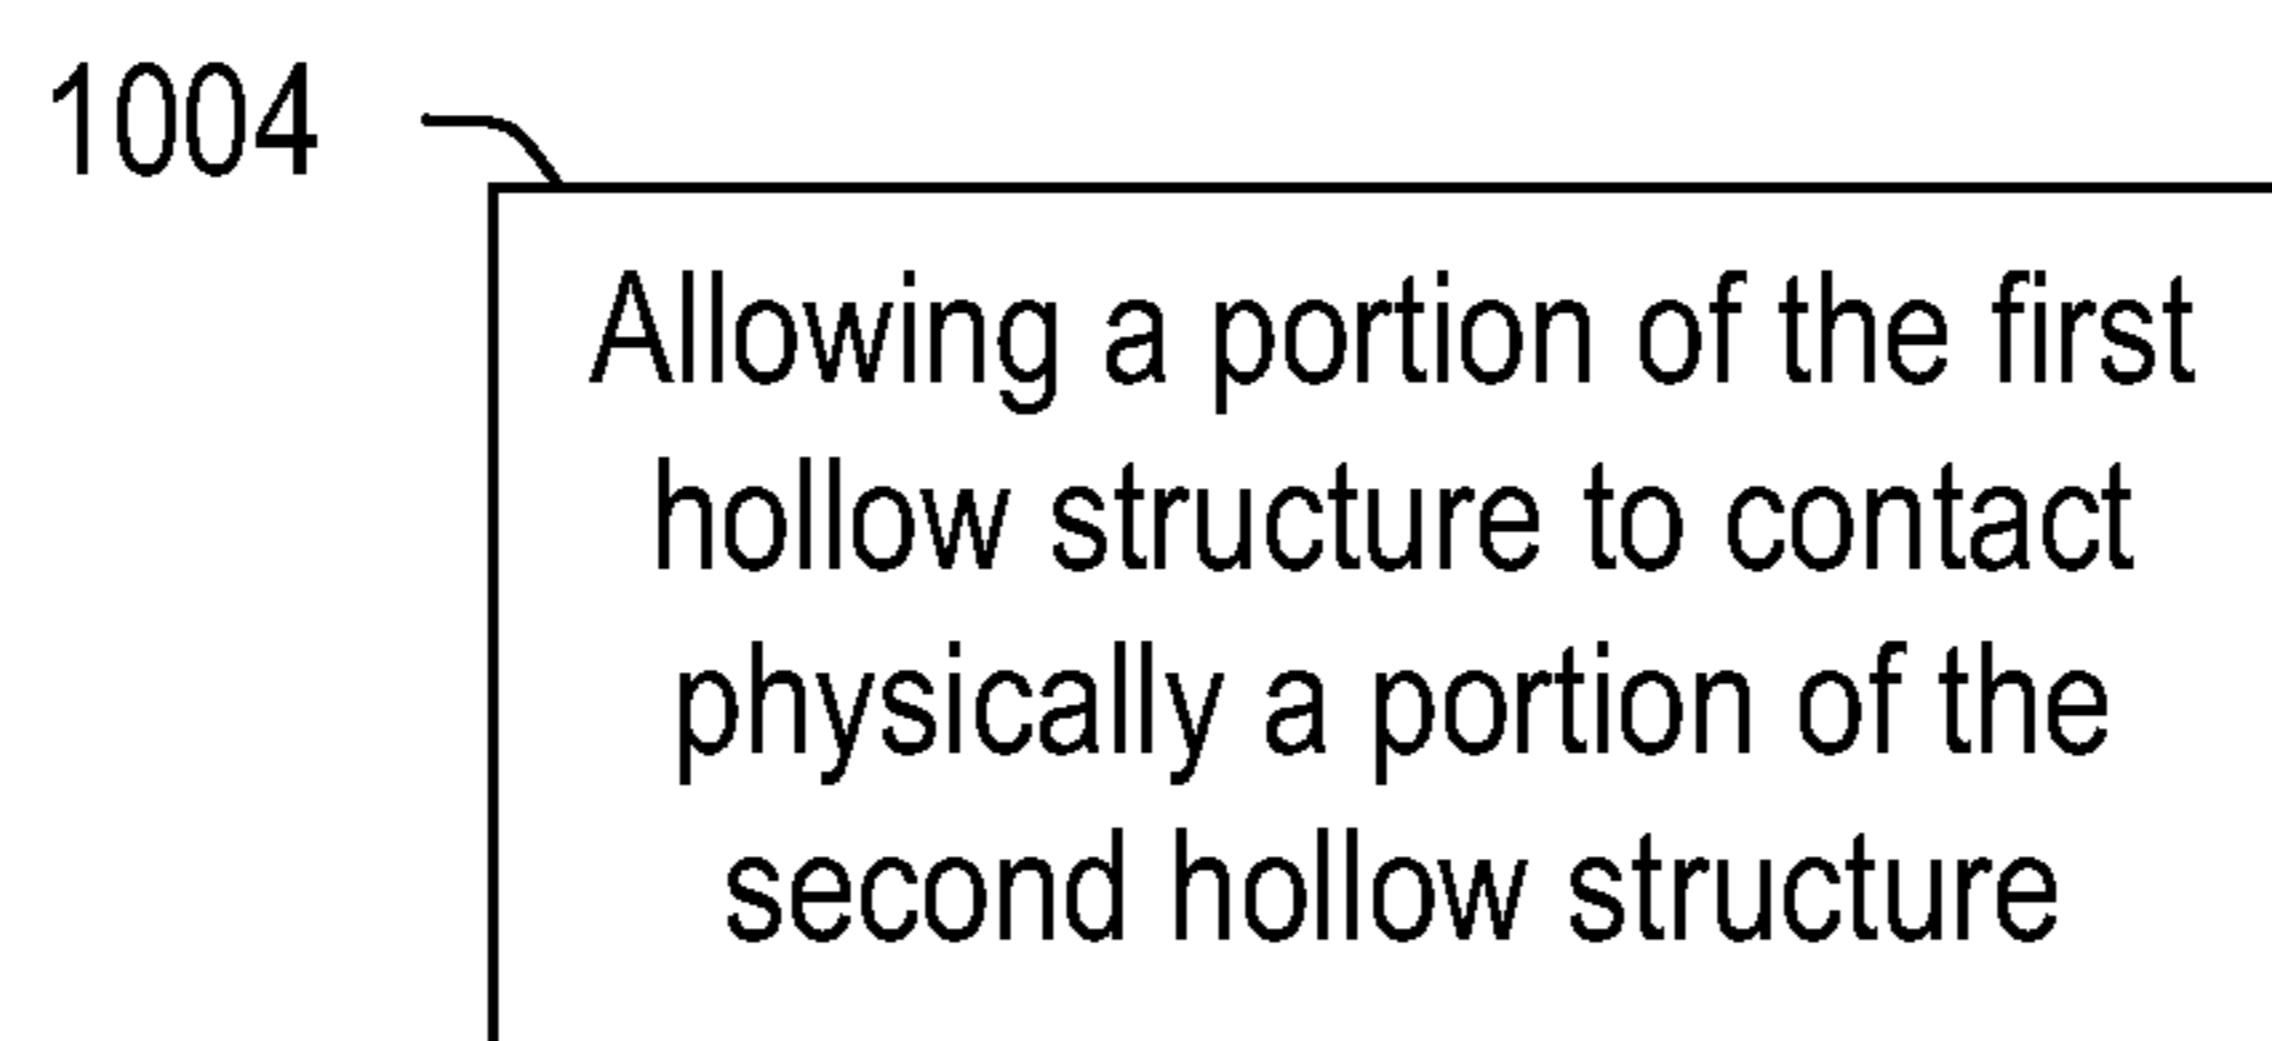 1004
Allowing a portion of the first
hollow structure to contact
physically a portion of the
second hollow structure